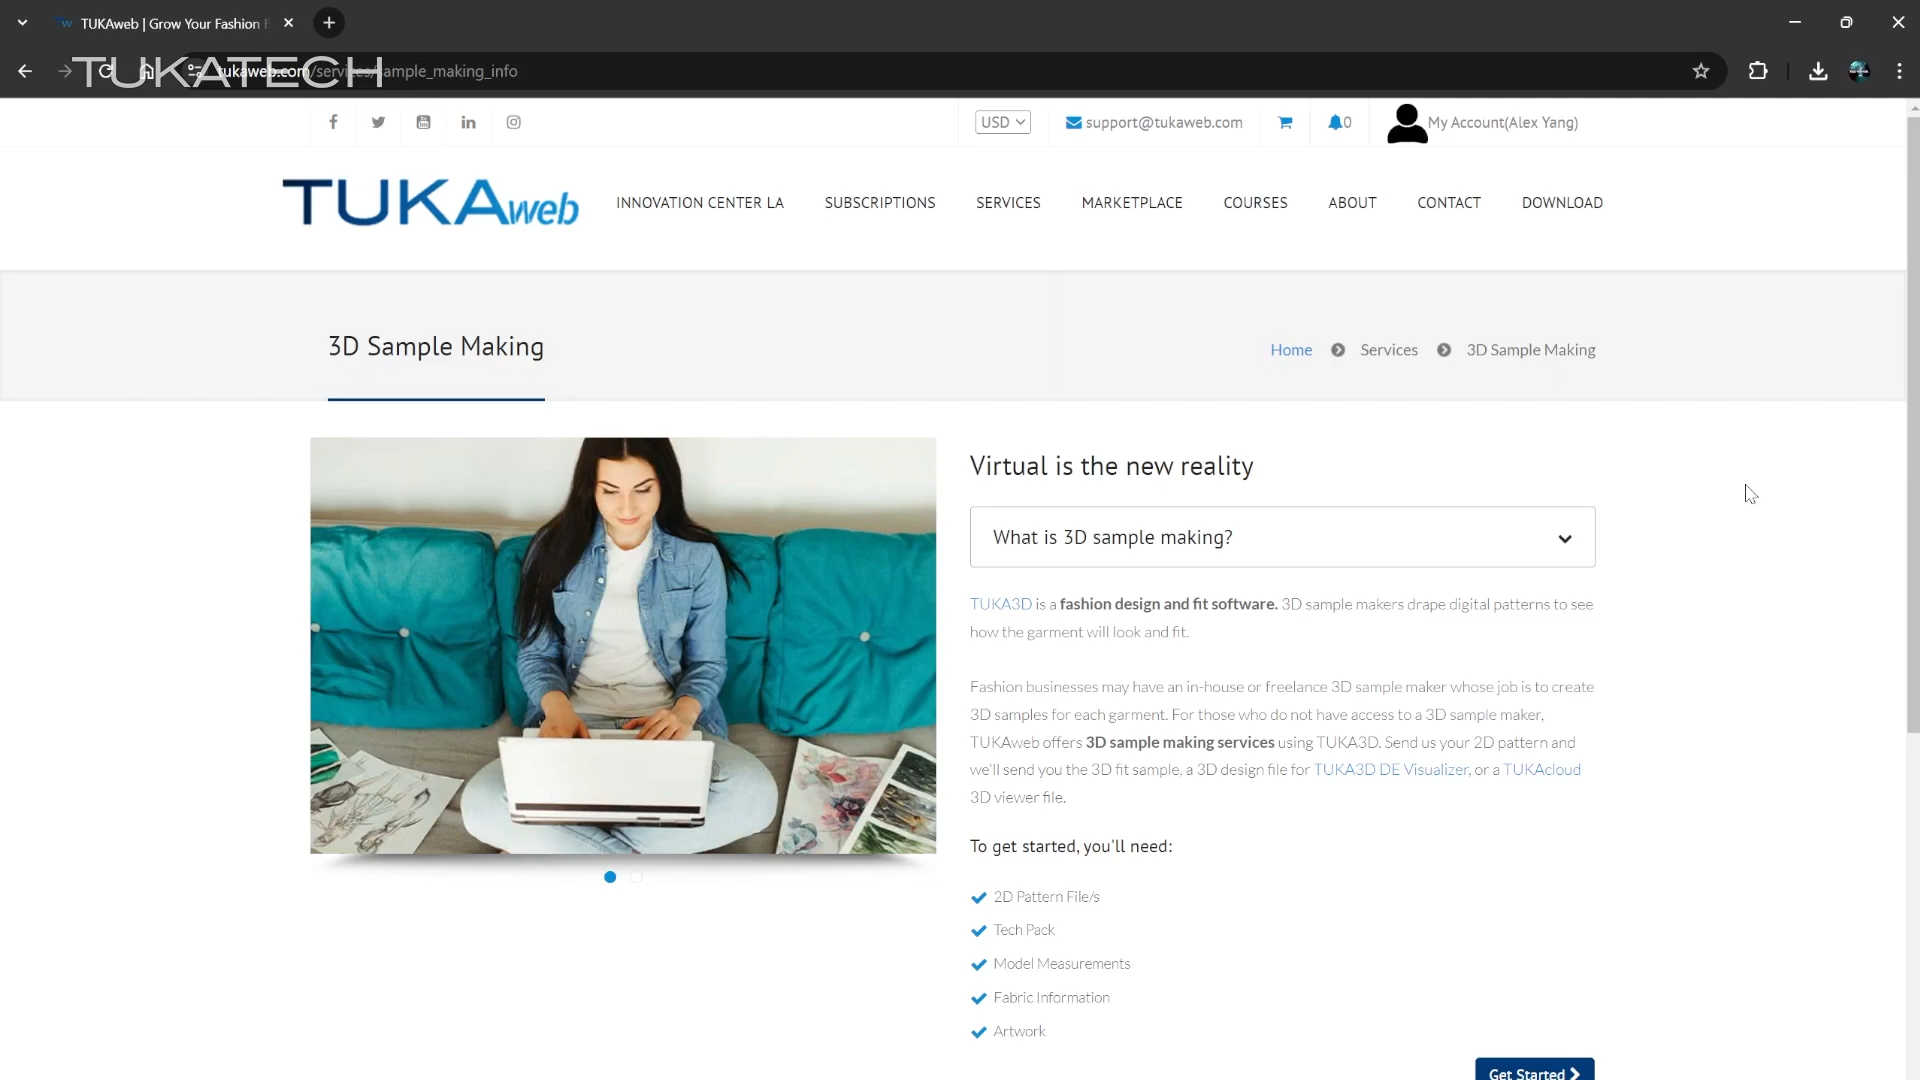 TUKAweb | Grow Your Fashion
TUKATECH
tukaweb.com/services/sample_making_info
USD
support@tukaweb.com
0
My Account(Alex Yang)
TUKAweb
INNOVATION CENTER LA
SUBSCRIPTIONS
SERVICES
MARKETPLACE
COURSES
ABOUT
CONTACT
DOWNLOAD
3D Sample Making
Home
Services
3D Sample Making
Virtual is the new reality
What is 3D sample making?
TUKA3D is a fashion design and fit software. 3D sample makers drape digital patterns to see
how the garment will look and fit.
Fashion businesses may have an in-house or freelance 3D sample maker whose job is to create
3D samples for each garment. For those who do not have access to a 3D sample maker,
TUKAweb offers 3D sample making services using TUKA3D. Send us your 2D pattern and
we'll send you the 3D fit sample, a 3D design file for TUKA3D DE Visualizer, or a TUKAcloud
3D viewer file.
To get started, you'll need:
2D Pattern File/s
Tech Pack
Model Measurements
Fabric Information
Artwork
Get Started